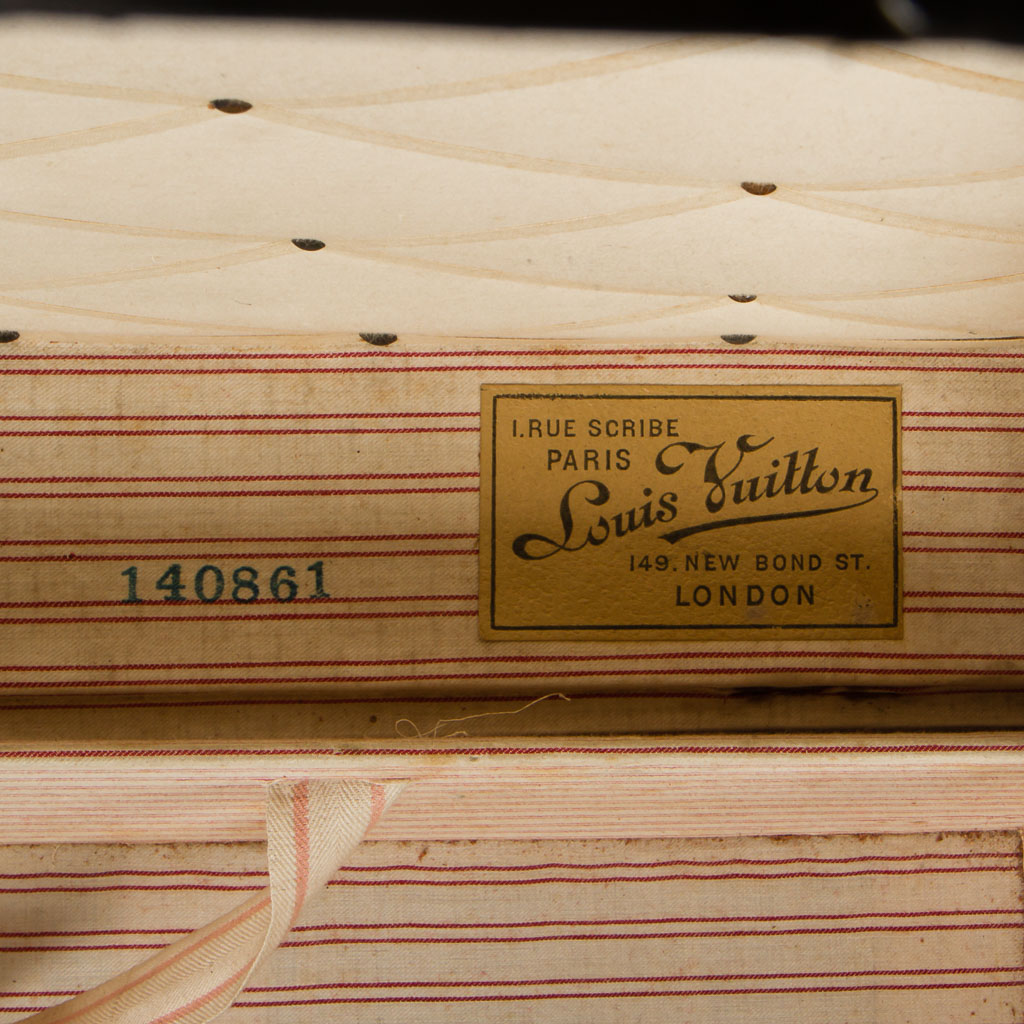 1. RUE SCRIBE
PARIS
Louis Vuitton
149. NEW BOND ST.
LONDON
140861